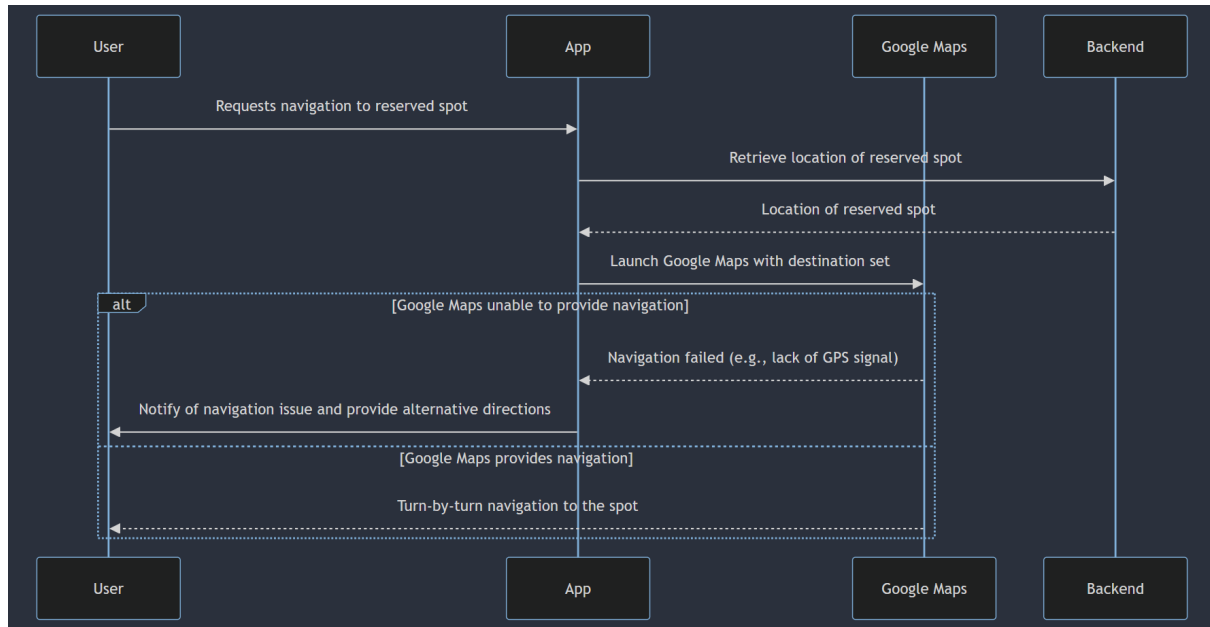 User
App
Google Maps
Backend
Requests navigation to reserved spot
Retrieve location of reserved spot
Location of reserved spot
Launch Google Maps with destination set
alt
[Google Maps unable to provide navigation]
Navigation failed (e.g., lack of GPS signal)
Notify of navigation issue and provide alternative directions
[Google Maps provides navigation]
Turn-by-turn navigation to the spot
User
App
Google Maps
Backend